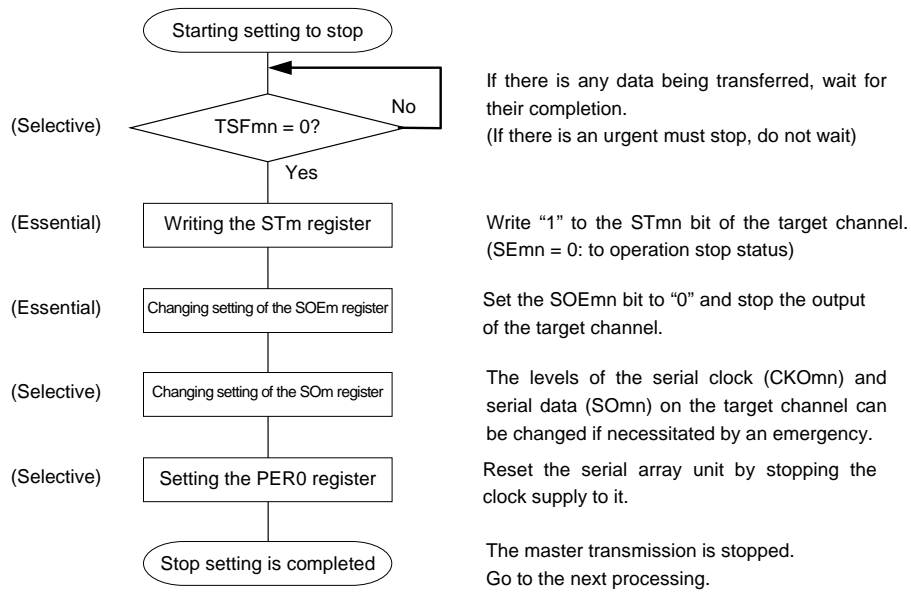 Starting setting to stop
If there is any data being transferred, wait for
their completion.
(If there is an urgent must stop, do not wait)
(Selective)
TSFmn = 0?
No
Yes
(Essential)
Writing the STm register
Write “1” to the STmn bit of the target channel.
(SEmn = 0: to operation stop status)
(Essential)
Changing setting of the SOEm register
Set the SOEmn bit to “0” and stop the output
of the target channel.
(Selective)
Changing setting of the SOm register
The levels of the serial clock (CKOmn) and
serial data (SOmn) on the target channel can
be changed if necessitated by an emergency.
(Selective)
Setting the PER0 register
Reset the serial array unit by stopping the
clock supply to it.
Stop setting is completed
The master transmission is stopped.
Go to the next processing.